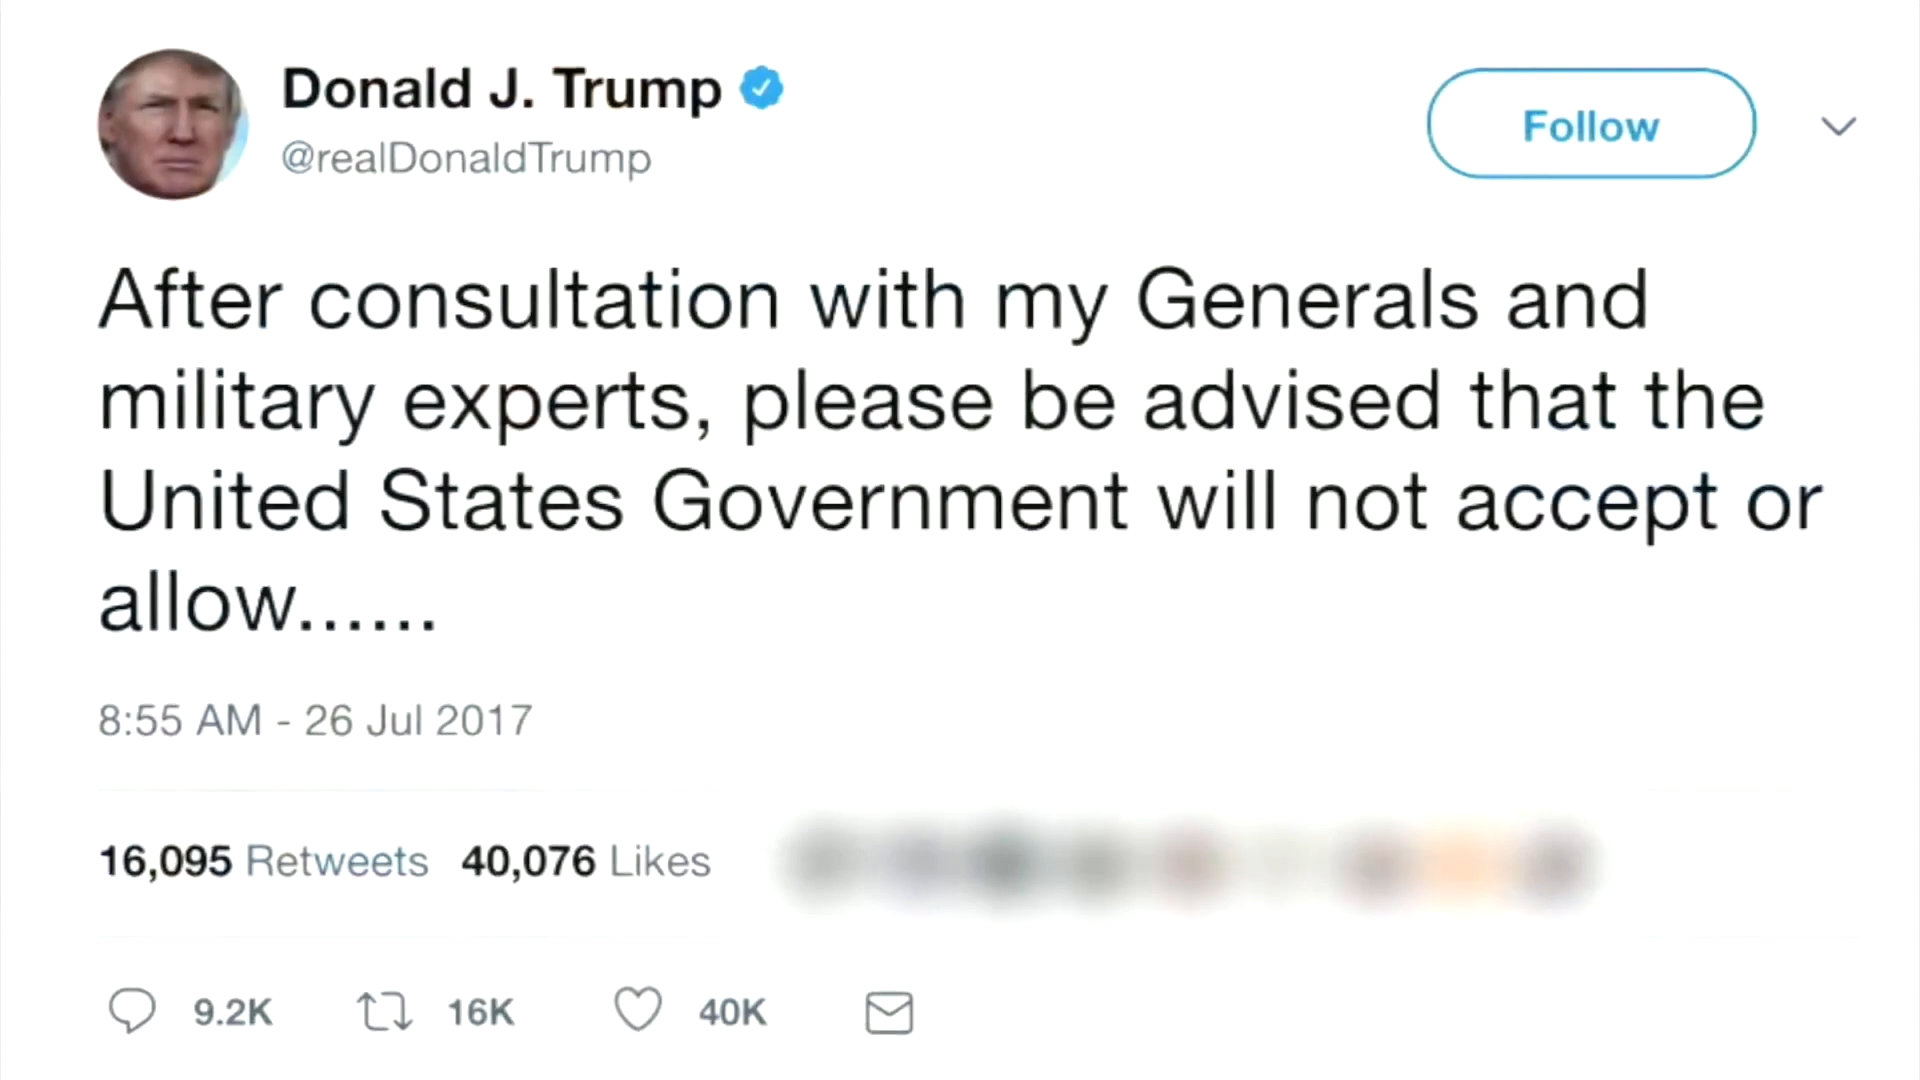 Donald J. Trump
@realDonaldTrump
Follow
After consultation with my Generals and
military experts, please be advised that the
United States Government will not accept or
allow......
8:55 AM - 26 Jul 2017
16,095 Retweets 40,076 Likes
9.2K 16K 40K